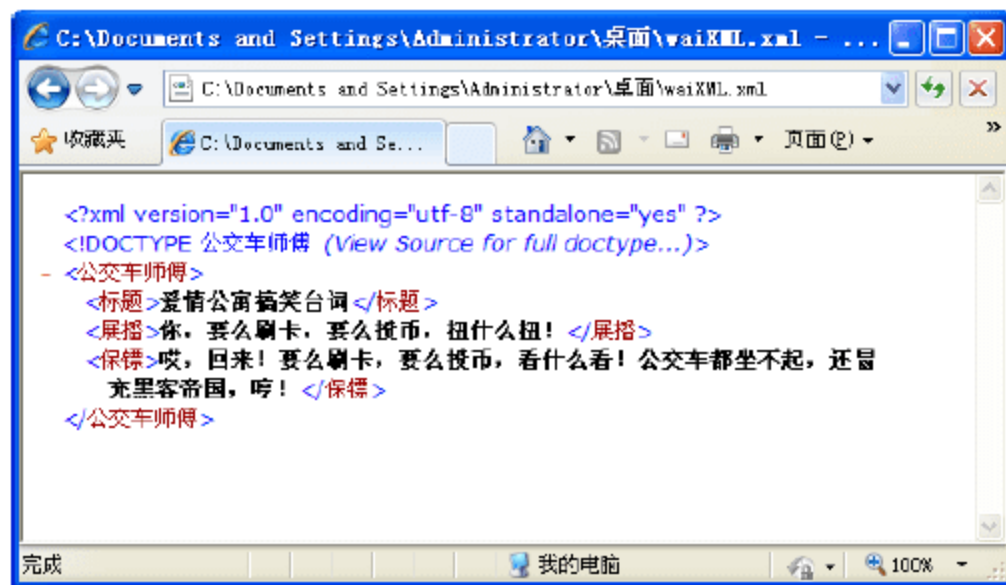 C:\Documents and Settings\Administrator\桌面\waiXML.xml - ...
C:\Documents and Settings\Administrator\桌面\waiXML.xml
收藏夹
C:\Documents and Se...
页面(P)
»
<?xml version="1.0" encoding="utf-8" standalone="yes" ?>
<!DOCTYPE 公交车师傅 (View Source for full doctype...)>
- <公交车师傅>
<标题>爱情公寓搞笑台词</标题>
<展播>你，要么刷卡，要么投币，扭什么扭！</展播>
<保镖>哎，回来！要么刷卡，要么投币，看什么看！公交车都坐不起，还冒
充黑客帝国，哼！</保镖>
</公交车师傅>
完成
我的电脑
100%